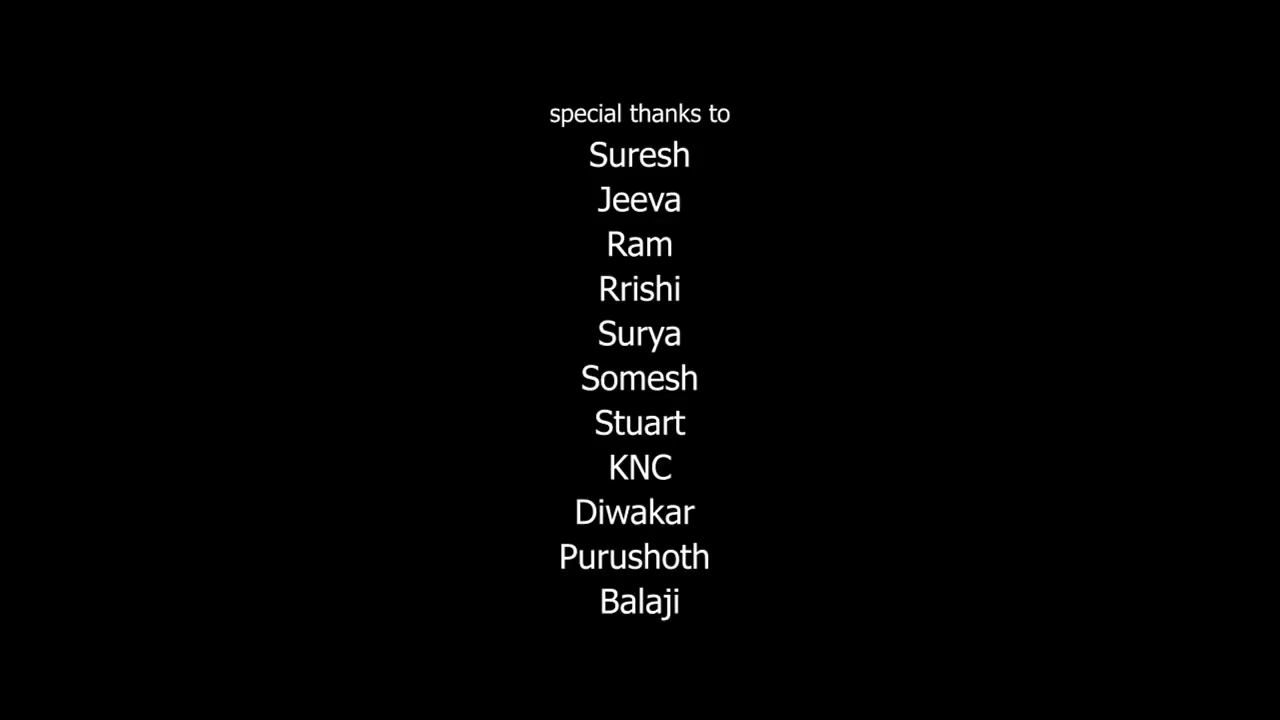 special thanks to
Suresh
Jeeva
Ram
Rrishi
Surya
Somesh
Stuart
KNC
Diwakar
Purushoth
Balaji